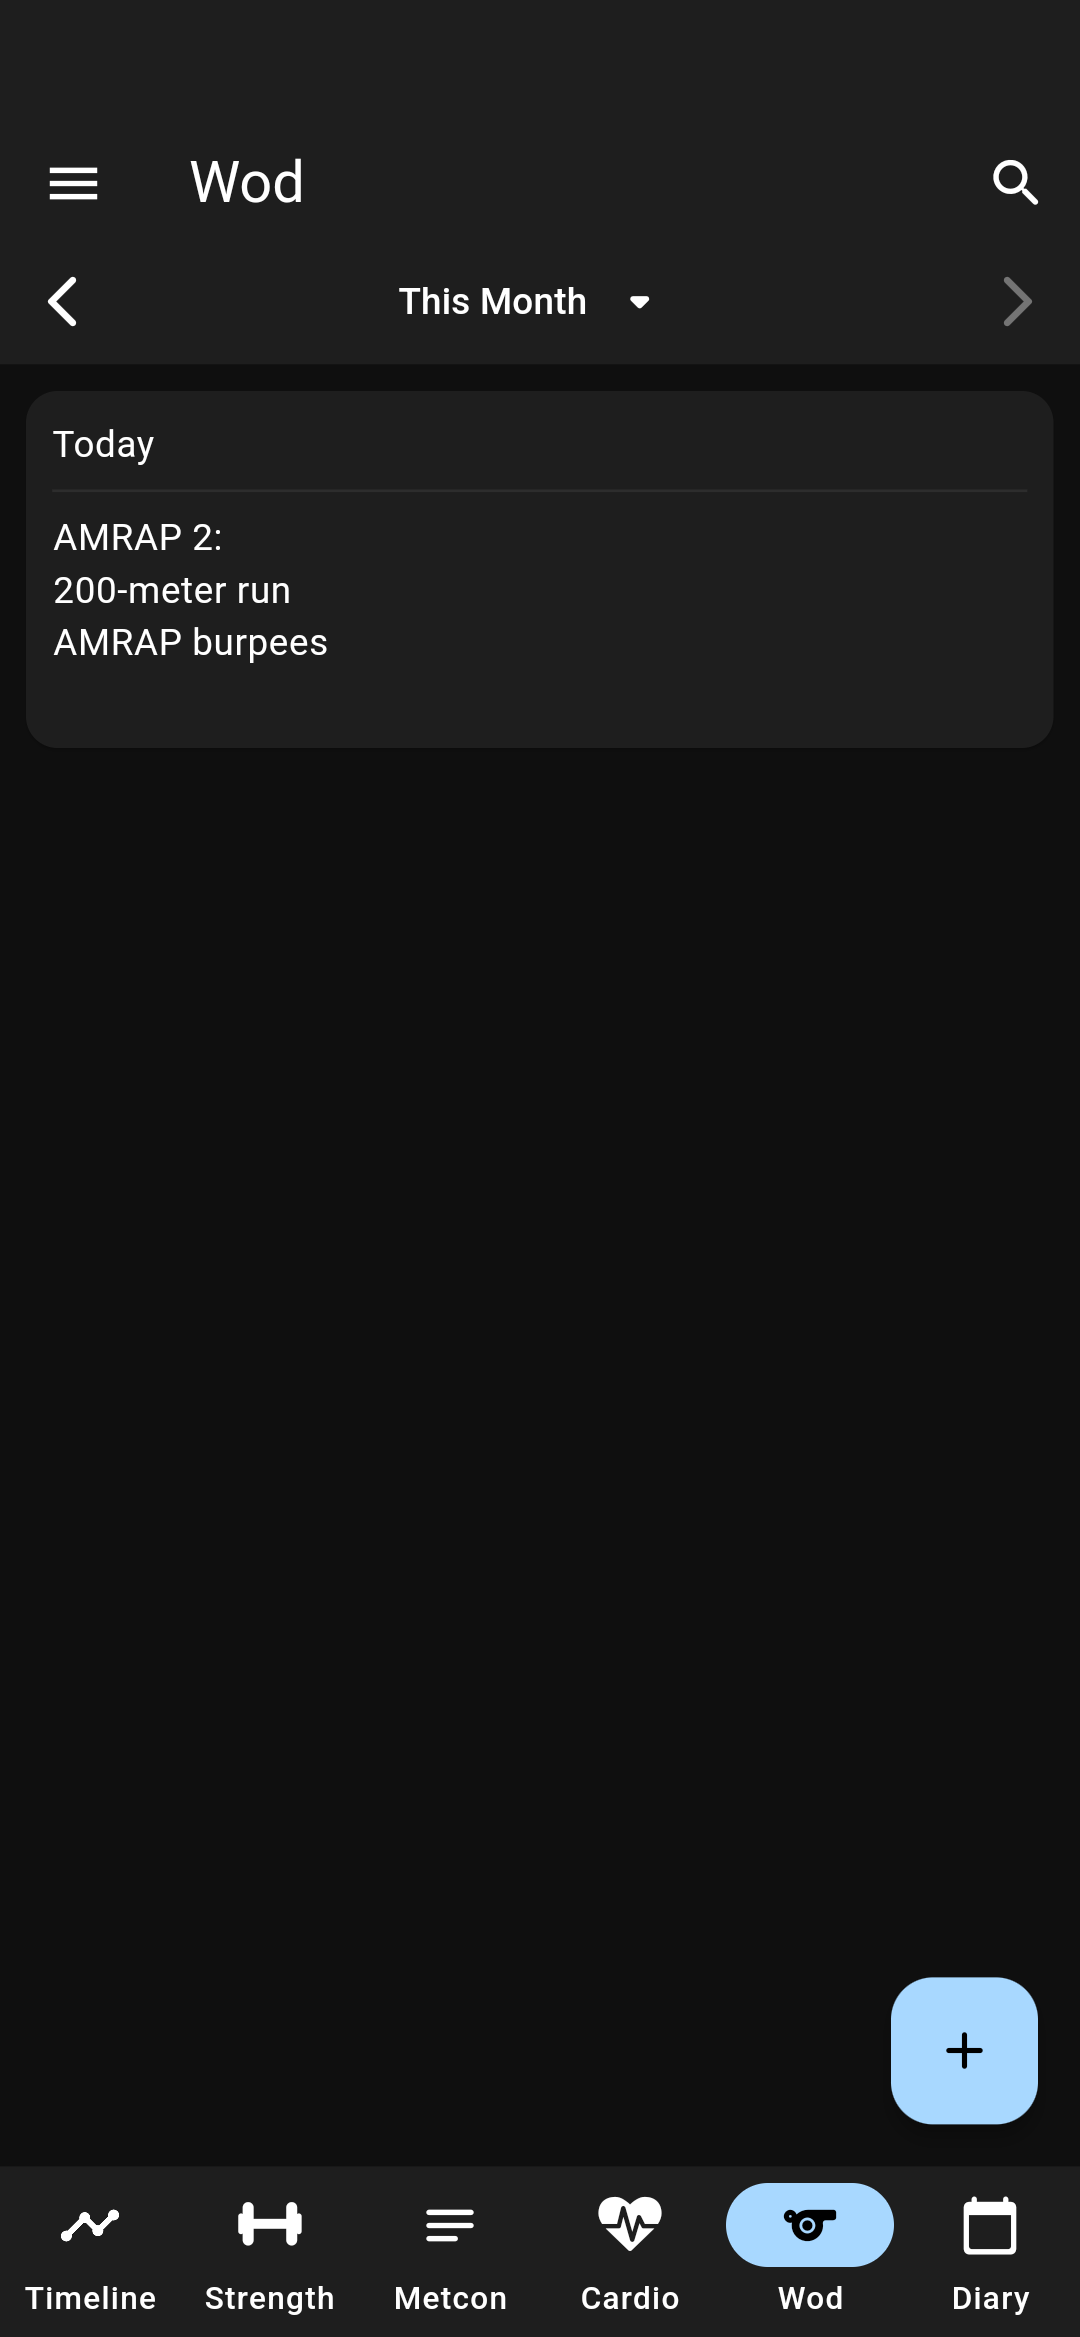 Wod
This Month
Today
AMRAP 2:
200-meter run
AMRAP burpees
Timeline
Strength
Metcon
Cardio
Wod
Diary